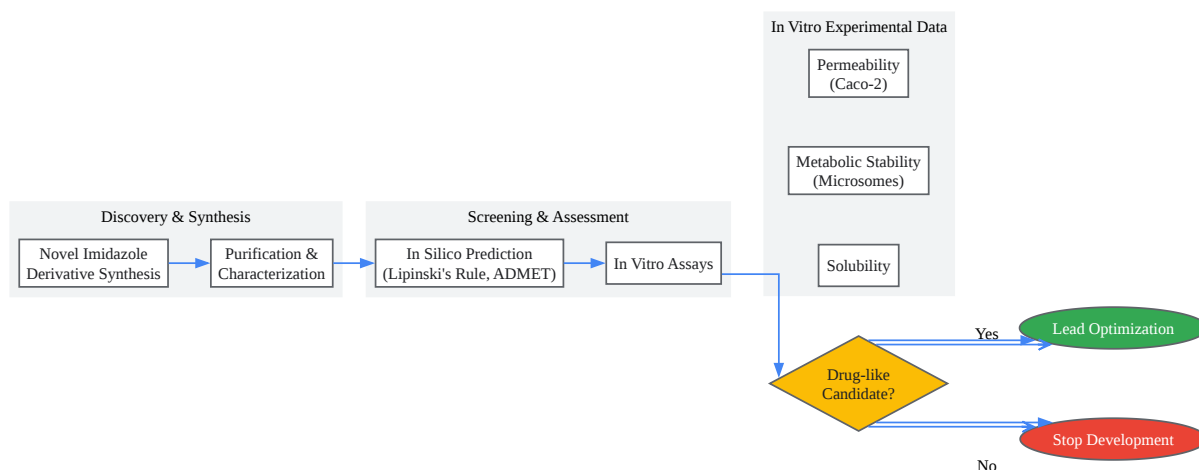 In Vitro Experimental Data
Permeability
(Caco-2)
Metabolic Stability
(Microsomes)
Solubility
Discovery & Synthesis
Novel Imidazole
Derivative Synthesis
Purification &
Characterization
Screening & Assessment
In Silico Prediction
(Lipinski's Rule, ADMET)
In Vitro Assays
Drug-like
Candidate?
Yes
Lead Optimization
No
Stop Development